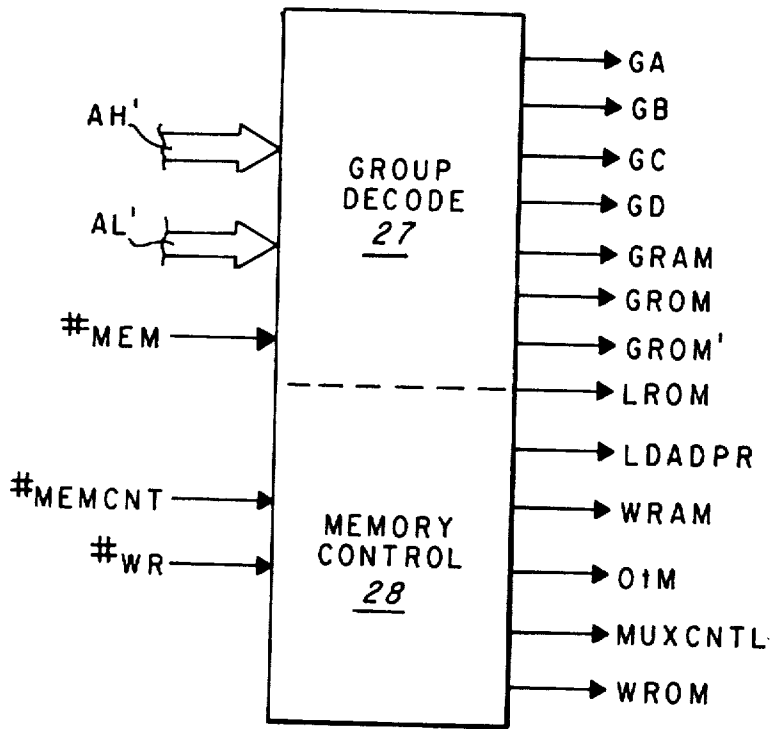 AH'
AL'
#MEM
#MEMCNT
#WR
GROUP
DECODE
27
MEMORY
CONTROL
28
GA
GB
GC
GD
GRAM
GROM
GROM'
LROM
LDADPR
WRAM
OtM
MUXCNTL
WROM